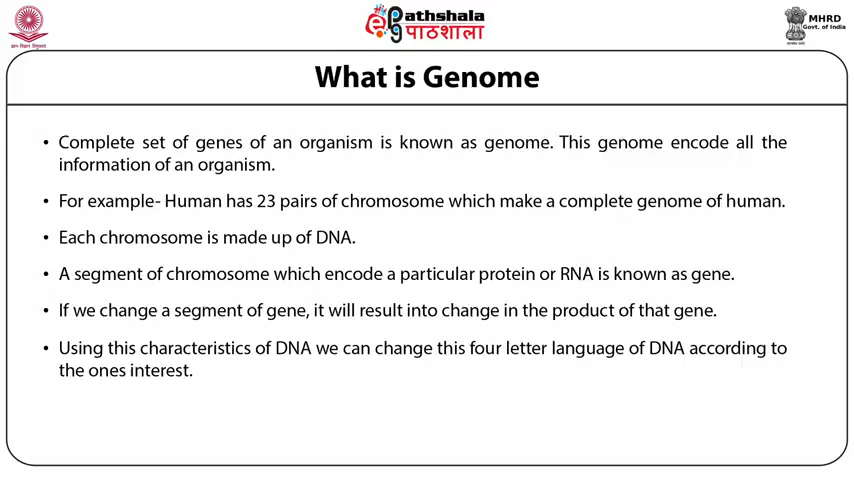 Pathshala
पाठशाला
MHRD
Govt. of India
What is Genome
• Complete set of genes of an organism is known as genome. This genome encode all the
information of an organism.
• For example- Human has 23 pairs of chromosome which make a complete genome of human.
• Each chromosome is made up of DNA.
• A segment of chromosome which encode a particular protein or RNA is known as gene.
• If we change a segment of gene, it will result into change in the product of that gene.
• Using this characteristics of DNA we can change this four letter language of DNA according to
the ones interest.